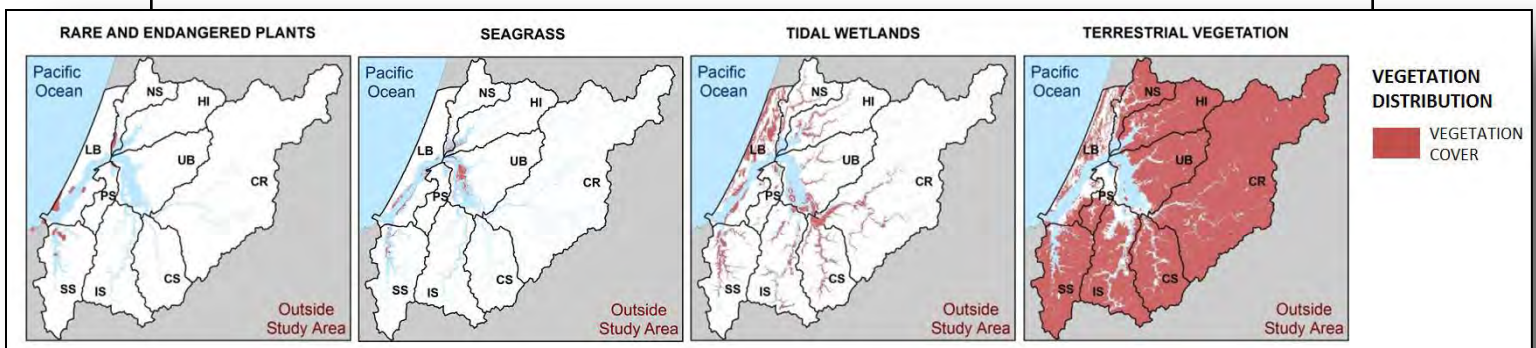 RARE AND ENDANGERED PLANTS
Pacific
Ocean
NS
HI
LB
UB
CR
PS
SS
IS
CS
Outside
Study Area
SEAGRASS
Pacific
Ocean
NS
HI
LB
UB
CR
PS
SS
IS
CS
Outside
Study Area
TIDAL WETLANDS
Pacific
Ocean
NS
HI
LB
UB
CR
PS
SS
IS
CS
Outside
Study Area
TERRESTRIAL VEGETATION
Pacific
Ocean
NS
HI
LB
UB
CR
PS
SS
IS
CS
Outside
Study Area
VEGETATION
DISTRIBUTION
VEGETATION
COVER